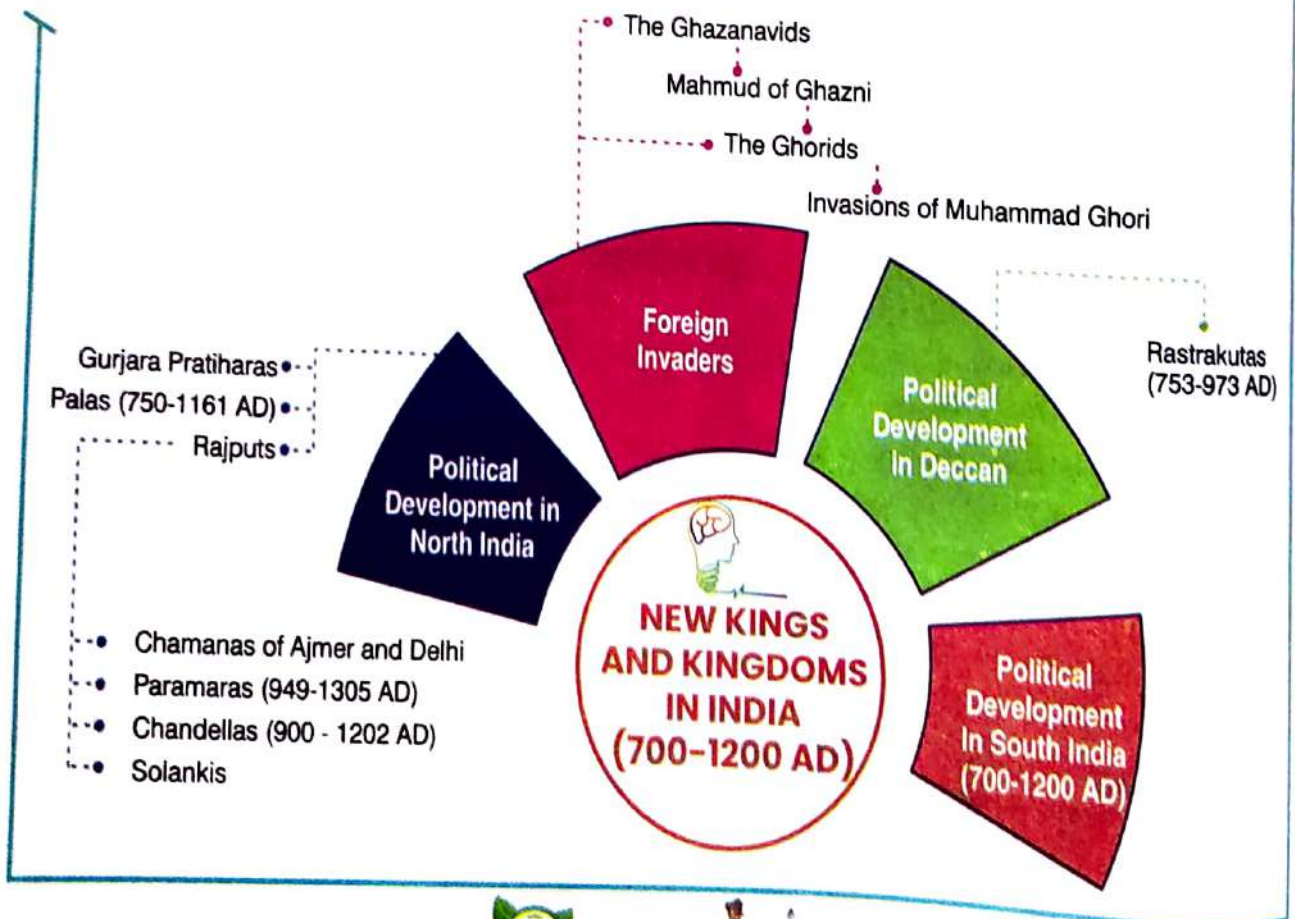 The Ghazanavids
Mahmud of Ghazni
The Ghorids
Invasions of Muhammad Ghori
Foreign
Invaders
Political
Development
in Deccan
Rastrakutas
(753-973 AD)
Gurjara Pratiharas
Palas (750-1161 AD)
Rajputs
Political
Development in
North India
Chamanas of Ajmer and Delhi
Paramaras (949-1305 AD)
Chandellas (900 - 1202 AD)
Solankis
NEW KINGS
AND KINGDOMS
IN INDIA
(700-1200 AD)
Political
Development
In South India
(700-1200 AD)